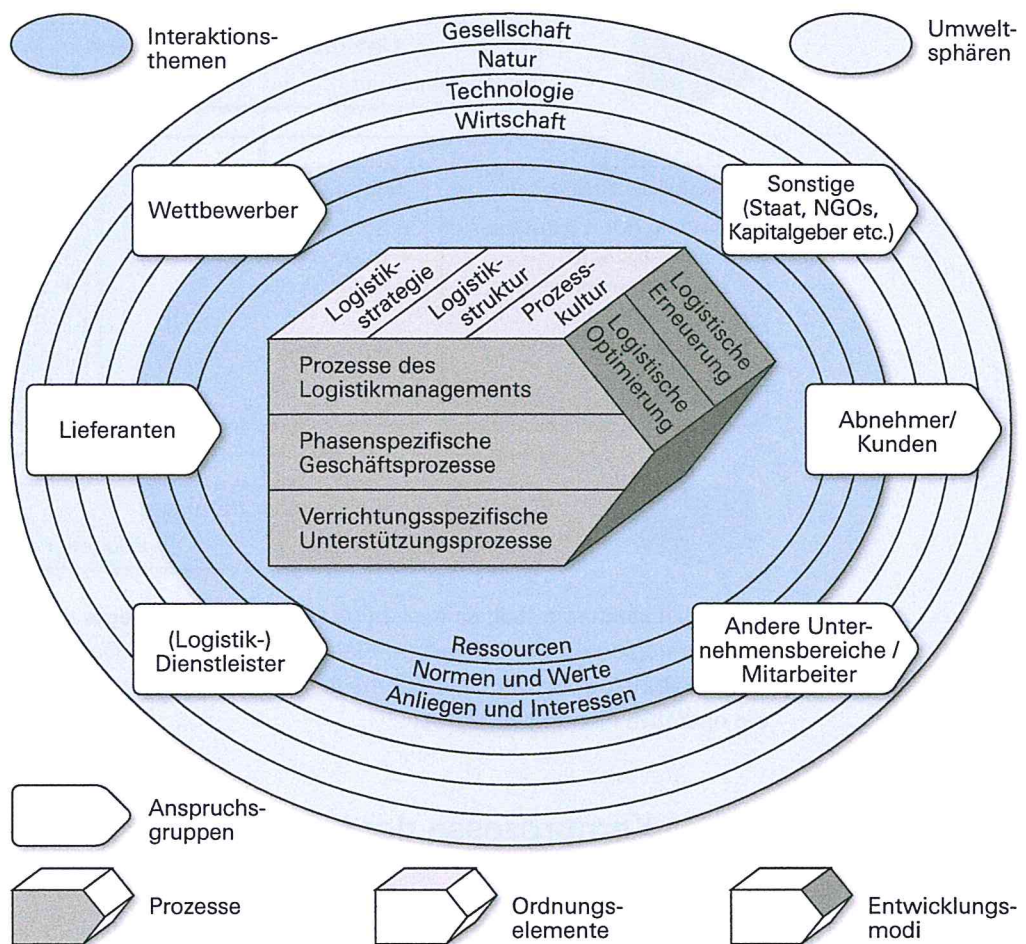 Interaktions-
themen
Umwelt-
sphären
Gesellschaft
Natur
Technologie
Wirtschaft
Wettbewerber
Sonstige
(Staat, NGOs,
Kapitalgeber etc.)
Logistik-
strategie
Logistik-
struktur
Prozess-
kultur
Logistische
Erneuerung
Logistische
Optimierung
Prozesse des
Logistikmanagements
Phasenspezifische
Geschäftsprozesse
Verrichtungsspezifische
Unterstützungsprozesse
Lieferanten
Abnehmer/
Kunden
(Logistik-)
Dienstleister
Andere Unter-
nehmensbereiche /
Mitarbeiter
Ressourcen
Normen und Werte
Anliegen und Interessen
Anspruchs-
gruppen
Prozesse
Ordnungs-
elemente
Entwicklungs-
modi